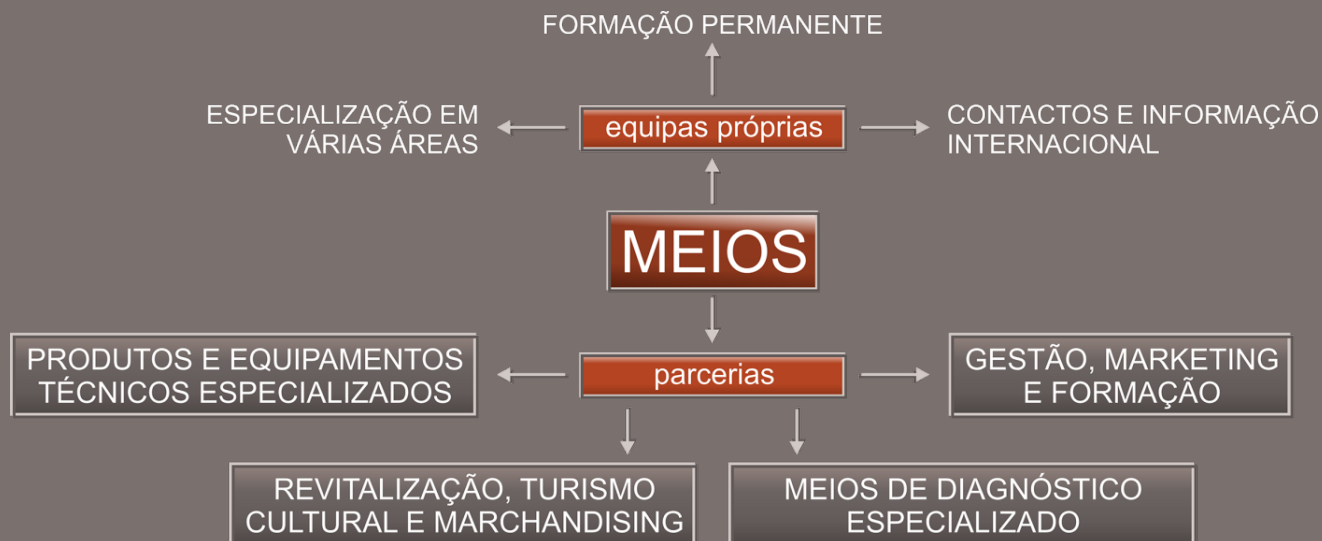 FORMAÇÃO PERMANENTE
ESPECIALIZAÇÃO EM
VÁRIAS ÁREAS
equipas próprias
CONTACTOS E INFORMAÇÃO
INTERNACIONAL
MEIOS
PRODUTOS E EQUIPAMENTOS
TÉCNICOS ESPECIALIZADOS
parcerias
GESTÃO, MARKETING
E FORMAÇÃO
REVITALIZAÇÃO, TURISMO
CULTURAL E MARCHANDISING
MEIOS DE DIAGNÓSTICO
ESPECIALIZADO